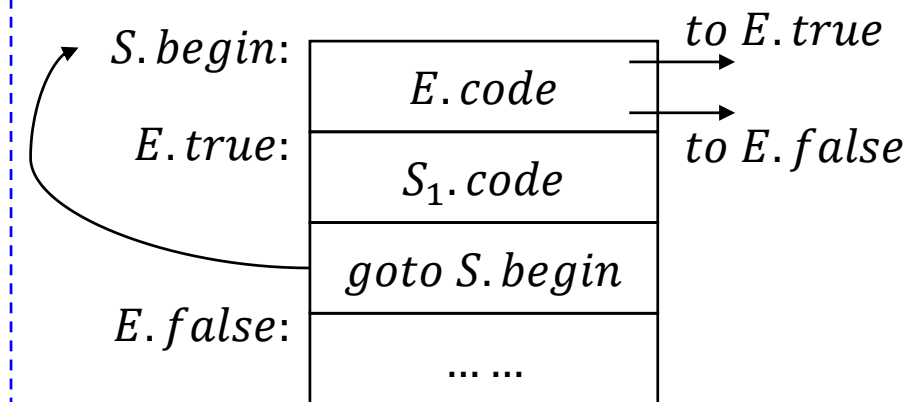 S.begin:
to E.true
E.code
E.true:
to E.false
S₁.code
goto S.begin
E.false:
... ...